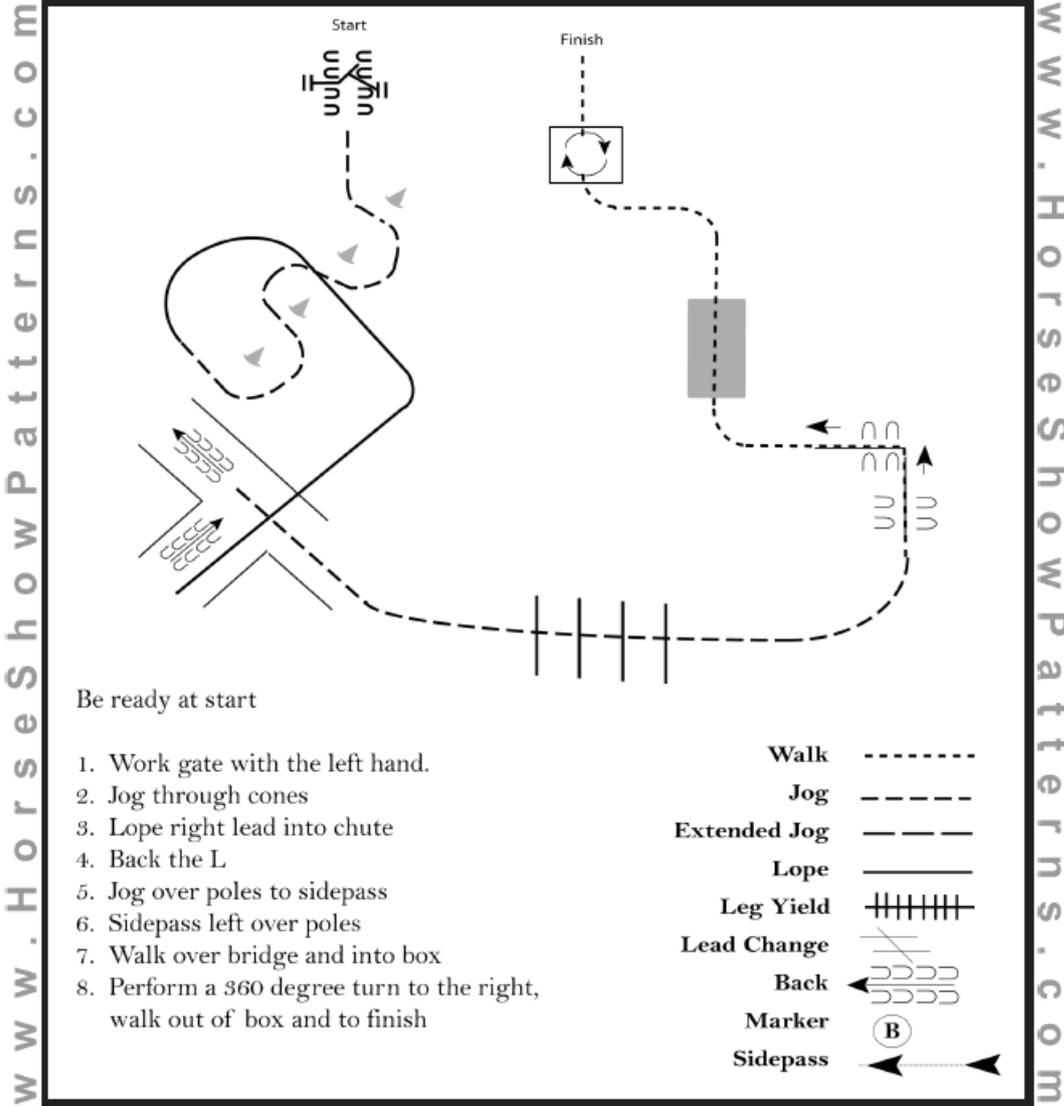 www.HorseShowPatterns.com
Start
Finish
Be ready at start
1. Work gate with the left hand.
2. Jog through cones
3. Lope right lead into chute
4. Back the L
5. Jog over poles to sidepass
6. Sidepass left over poles
7. Walk over bridge and into box
8. Perform a 360 degree turn to the right,
walk out of box and to finish
Walk
Jog
Extended Jog
Lope
Leg Yield
Lead Change
Back
Marker
B
Sidepass
www.HorseShowPatterns.com